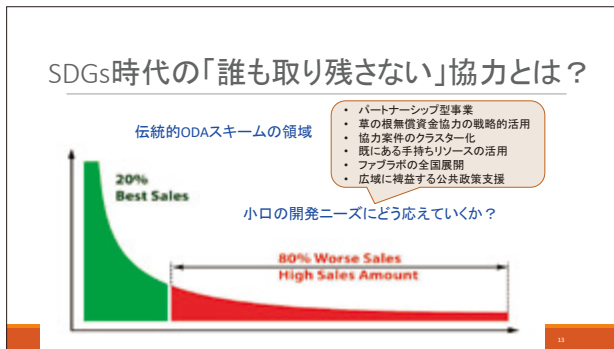 SDGs時代の「誰も取り残さない」協力とは？
伝統的ODAスキームの領域
• パートナーシップ型事業
• 草の根無償資金協力の戦略的活用
• 協力案件のクラスター化
• 既にある手持ちリソースの活用
• ファブラボの全国展開
• 広域に裨益する公共政策支援
20%
Best Sales
小口の開発ニーズにどう応えていくか？
80% Worse Sales
High Sales Amount
13